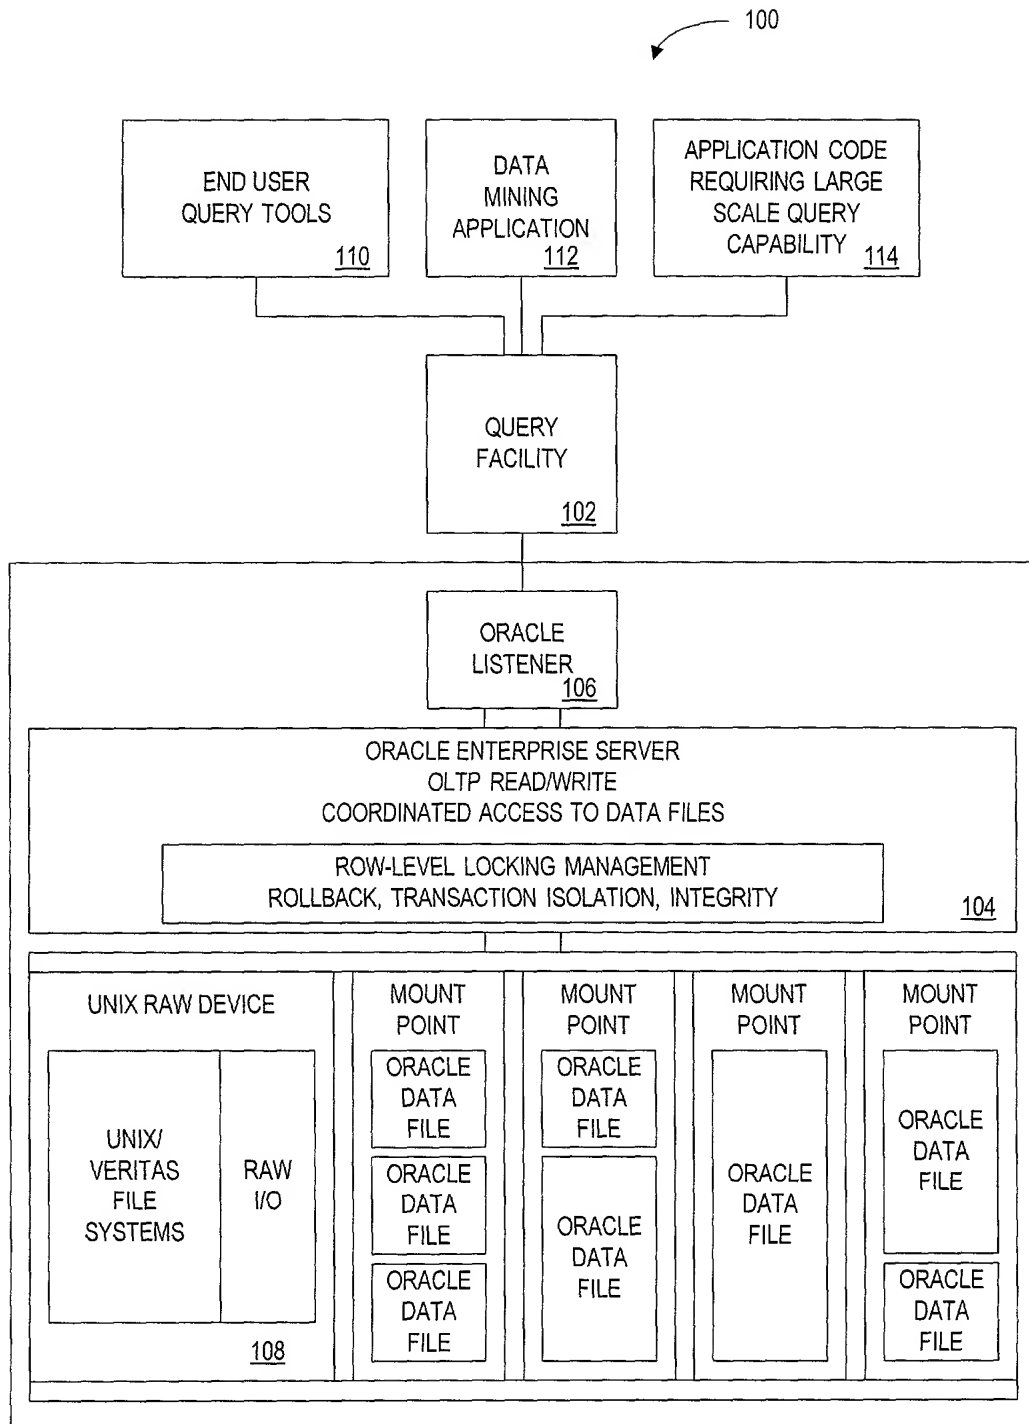 100
END USER
QUERY TOOLS
110
DATA
MINING
APPLICATION
112
APPLICATION CODE
REQUIRING LARGE
SCALE QUERY
CAPABILITY
114
QUERY
FACILITY
102
ORACLE
LISTENER
106
ORACLE ENTERPRISE SERVER
OLTP READ/WRITE
COORDINATED ACCESS TO DATA FILES
ROW-LEVEL LOCKING MANAGEMENT
ROLLBACK, TRANSACTION ISOLATION, INTEGRITY
104
UNIX RAW DEVICE
UNIX/
VERITAS
FILE
SYSTEMS
RAW
I/O
108
MOUNT
POINT
ORACLE
DATA
FILE
ORACLE
DATA
FILE
ORACLE
DATA
FILE
MOUNT
POINT
ORACLE
DATA
FILE
ORACLE
DATA
FILE
MOUNT
POINT
ORACLE
DATA
FILE
MOUNT
POINT
ORACLE
DATA
FILE
ORACLE
DATA
FILE